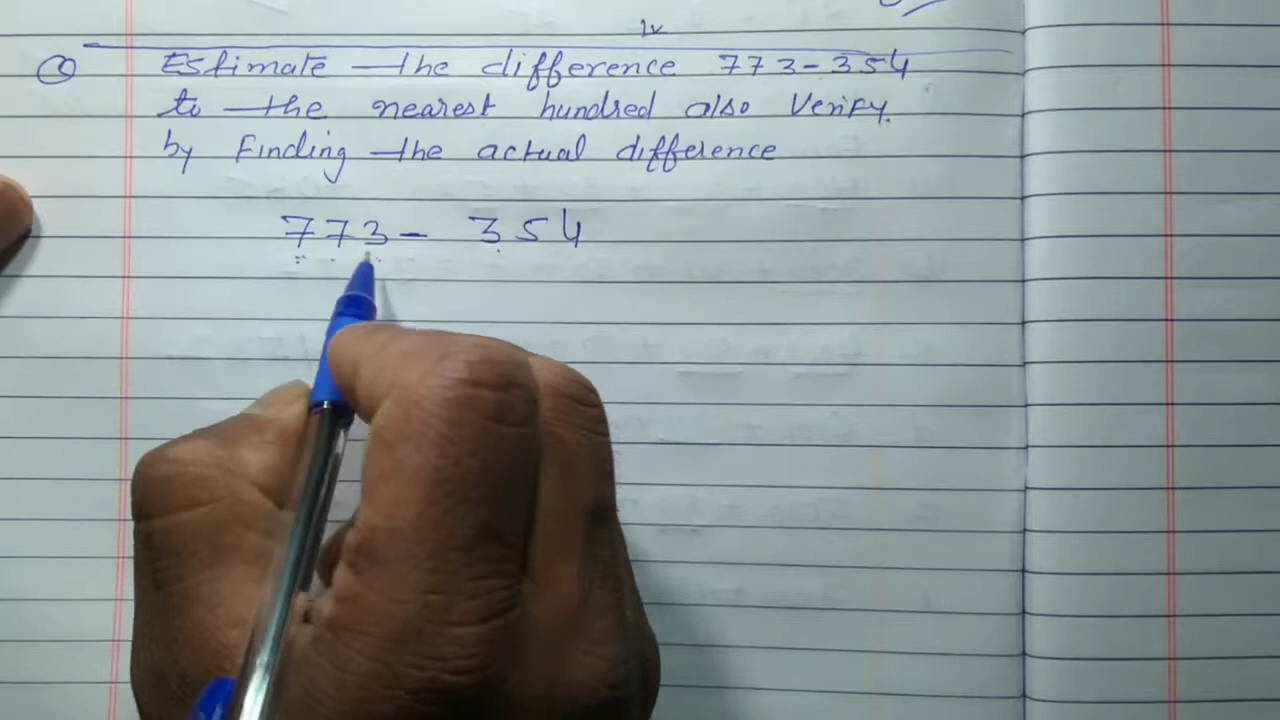 Q Estimate the difference 773-354
to the nearest hundred also Verify.
by Finding the actual difference
773- 354